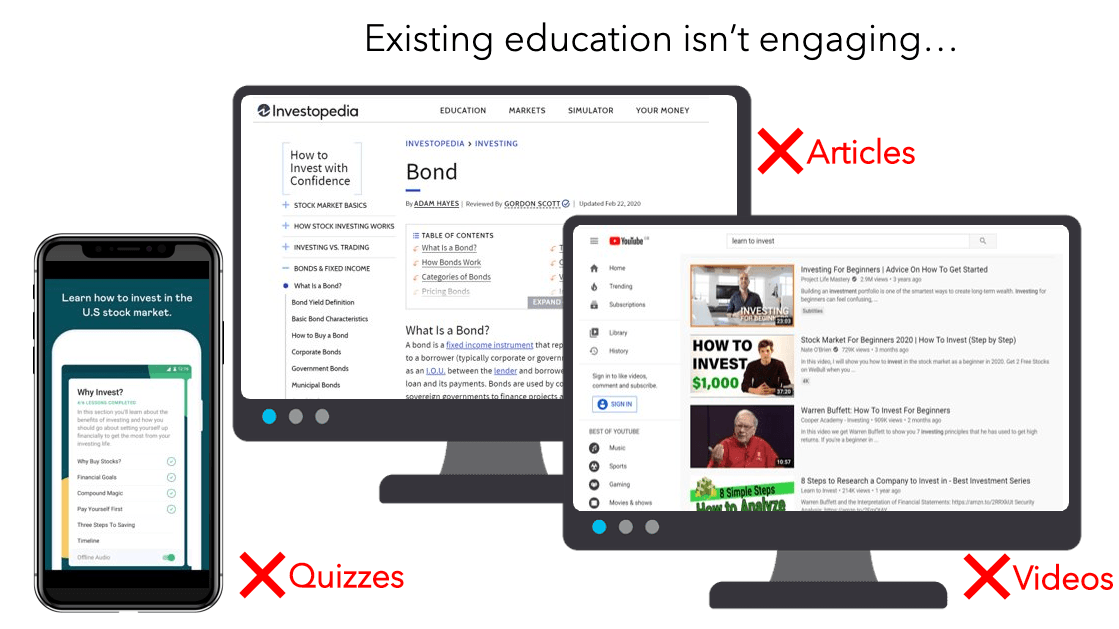 Existing education isn’t engaging…
Investopedia
EDUCATION MARKETS SIMULATOR YOUR MONEY
How to
Invest with
Confidence
STOCK MARKET BASICS
HOW STOCK INVESTING WORKS
INVESTING VS. TRADING
BONDS & FIXED INCOME
What Is a Bond?
Bond Yield Definition
Basic Bond Characteristics
How to Buy a Bond
Corporate Bonds
Government Bonds
Municipal Bonds
INVESTOPEDIA > INVESTING
Bond
By ADAM HAYES | Reviewed By GORDON SCOTT | Updated Feb 22, 2020
TABLE OF CONTENTS
What Is a Bond?
How Bonds Work
Categories of Bonds
Pricing Bonds
EXPAND
What Is a Bond?
A bond is a fixed income instrument that rep
to a borrower (typically corporate or govern
as an I.O.U. between the lender and borrowe
loan and its payments. Bonds are used by co
sovereign governments to finance projects a
Articles
YouTube
learn to invest
Home
Trending
Subscriptions
Library
History
Sign in to like videos,
comment and subscribe.
SIGN IN
BEST OF YOUTUBE
Music
Sports
Gaming
Movies & shows
INVESTING
FOR BEGINNERS
23:03
Investing For Beginners | Advice On How To Get Started
Project Life Mastery • 2.9M views • 3 years ago
Building an investment portfolio is one of the smartest ways to create long-term wealth. Investing for
beginners can feel confusing,...
Subtitles
HOW TO
INVEST
$1,000
37:20
Stock Market For Beginners 2020 | How To Invest (Step by Step)
Nate O'Brien • 729K views • 3 months ago
In this video, I will show you how to invest in the stock market as a beginner in 2020. Get 2 Free Stocks
on WeBull when you ...
4K
10:57
Warren Buffett: How To Invest For Beginners
Cooper Academy - Investing • 909K views • 2 months ago
In this video we get Warren Buffett to show you 7 investing principles that he has used to get high
returns. If you're a beginner in ...
8 Simple Steps
How to Analyze
8 Steps to Research a Company to Invest in - Best Investment Series
Learn to Invest • 214K views • 1 year ago
Warren Buffett and the Interpretation of Financial Statements: Security
Videos
Learn how to invest in the
U.S stock market.
Why Invest?
LESSONS COMPLETED
In this section you'll learn about the
benefits of investing and how you
should go about setting yourself up
financially to get the most from your
investing life.
Why Buy Stocks?
Financial Goals
Compound Magic
Pay Yourself First
Three Steps To Saving
Timeline
Offline Audio
Quizzes